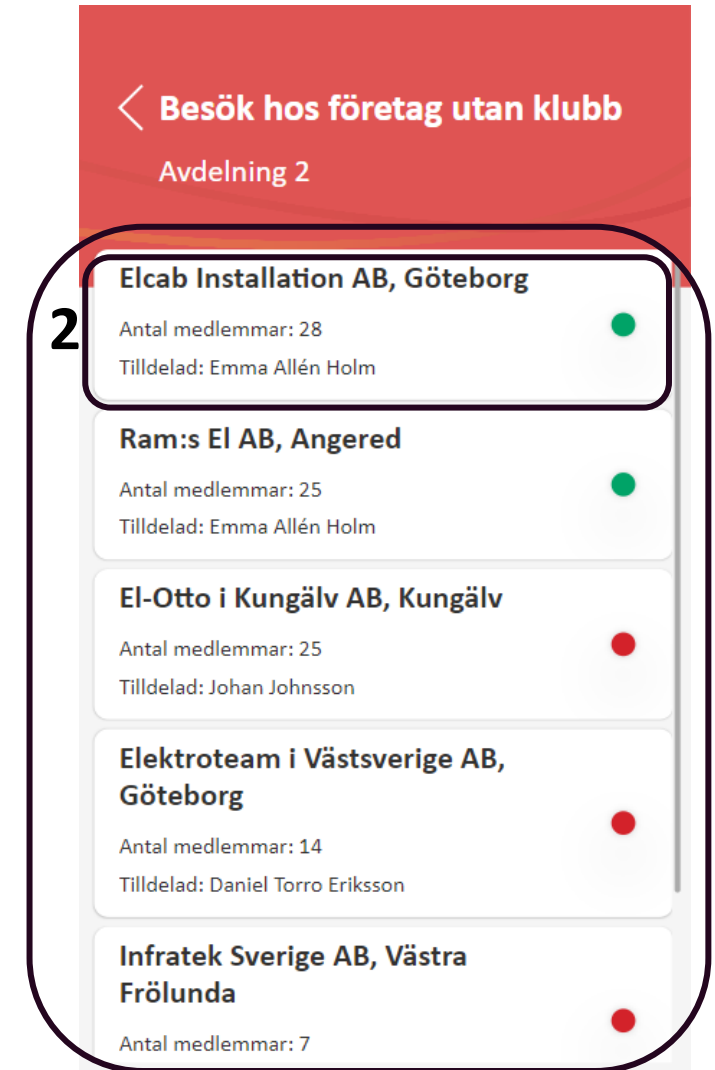 Besök hos företag utan klubb
Avdelning 2
2
Elcab Installation AB, Göteborg
Antal medlemmar: 28
Tilldelad: Emma Allén Holm
Ram:s El AB, Angered
Antal medlemmar: 25
Tilldelad: Emma Allén Holm
El-Otto i Kungälv AB, Kungälv
Antal medlemmar: 25
Tilldelad: Johan Johnsson
Elektroteam i Västsverige AB,
Göteborg
Antal medlemmar: 14
Tilldelad: Daniel Torro Eriksson
Infratek Sverige AB, Västra
Frölunda
Antal medlemmar: 7